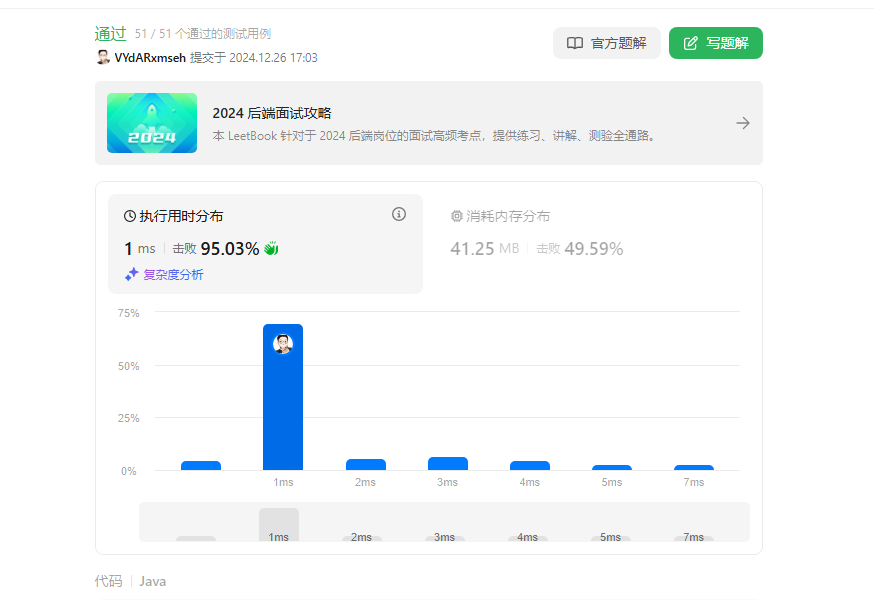 通过 51 / 51 个通过的测试用例
官方题解
写题解
VYdARxmseh 提交于 2024.12.26 17:03
2024
2024 后端面试攻略
本 LeetBook 针对于 2024 后端岗位的面试高频考点，提供练习、讲解、测验全通路。
执行用时分布
1 ms 击败 95.03%
复杂度分析
消耗内存分布
41.25 MB 击败 49.59%
75%
50%
25%
0%
1ms 2ms 3ms 4ms 5ms 7ms
1ms 2ms 3ms 4ms 5ms 7ms
代码 Java